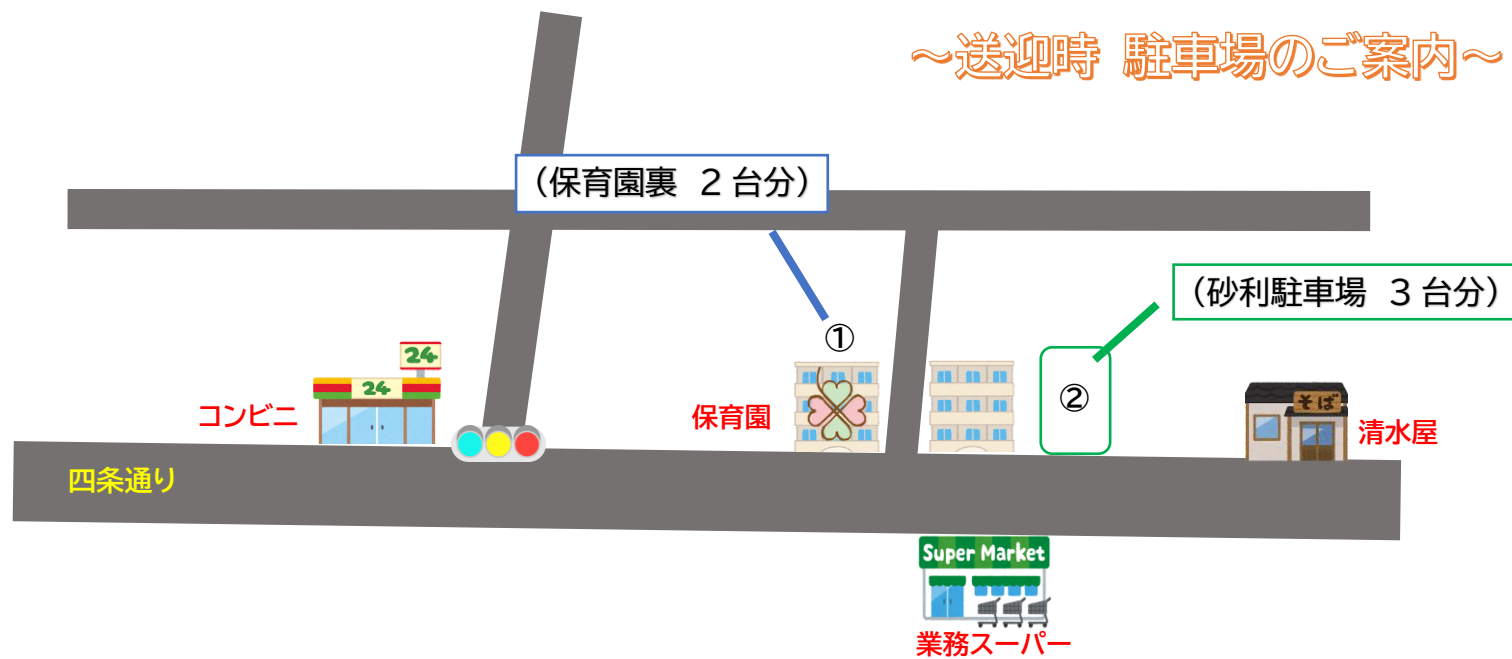 ~送迎時 駐車場のご案内~
(保育園裏 2台分)
(砂利駐車場 3台分)
①
24
24
②
コンビニ
保育園
そば
清水屋
四条通り
Super Market
業務スーパー